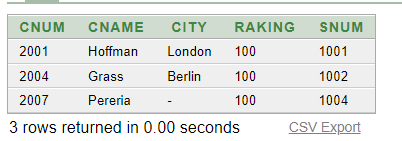 CNUM CNAME CITY RAKING SNUM
2001 Hoffman London 100 1001
2004 Grass Berlin 100 1002
2007 Pereria - 100 1004
3 rows returned in 0.00 seconds CSV Export